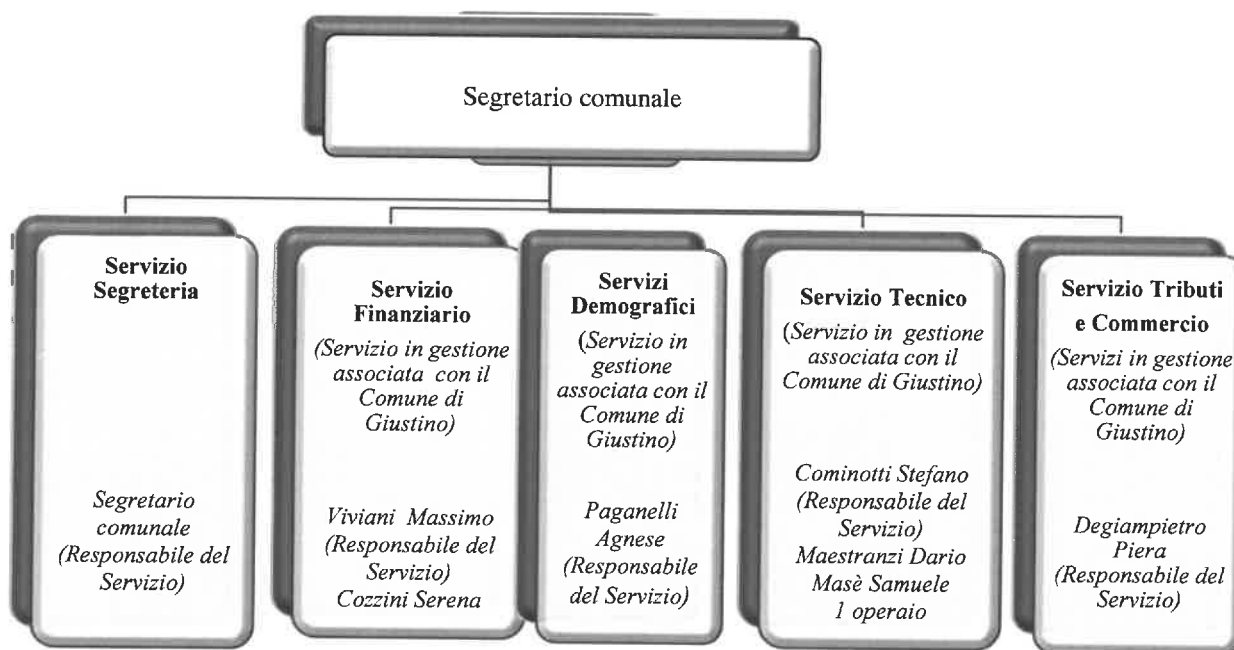 Segretario comunale
Servizio
Segreteria
Segretario
comunale
(Responsabile del
Servizio)
Servizio
Finanziario
(Servizio in gestione
associata con il
Comune di
Giustino)
Viviani Massimo
(Responsabile del
Servizio)
Cozzini Serena
Servizi
Demografici
(Servizio in
gestione
associata con il
Comune di
Giustino)
Paganelli
Agnese
(Responsabile
del Servizio)
Servizio Tecnico
(Servizio in gestione
associata con il
Comune di Giustino)
Cominotti Stefano
(Responsabile del
Servizio)
Maestranzi Dario
Masè Samuele
1 operaio
Servizio Tributi
e Commercio
(Servizi in gestione
associata con il
Comune di
Giustino)
Degiampietro
Piera
(Responsabile del
Servizio)